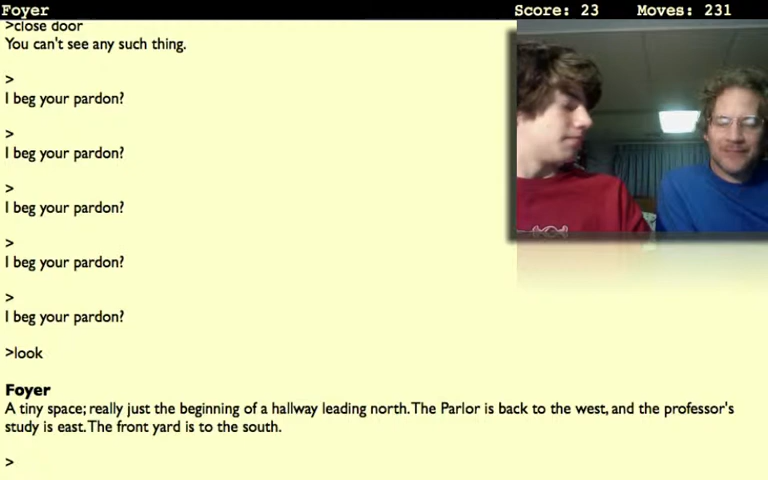 Foyer Score: 23 Moves: 231
>close door
You can't see any such thing.
>
I beg your pardon?
>
I beg your pardon?
>
I beg your pardon?
>
I beg your pardon?
>
I beg your pardon?
>look
Foyer
A tiny space; really just the beginning of a hallway leading north. The Parlor is back to the west, and the professor's
study is east. The front yard is to the south.
>